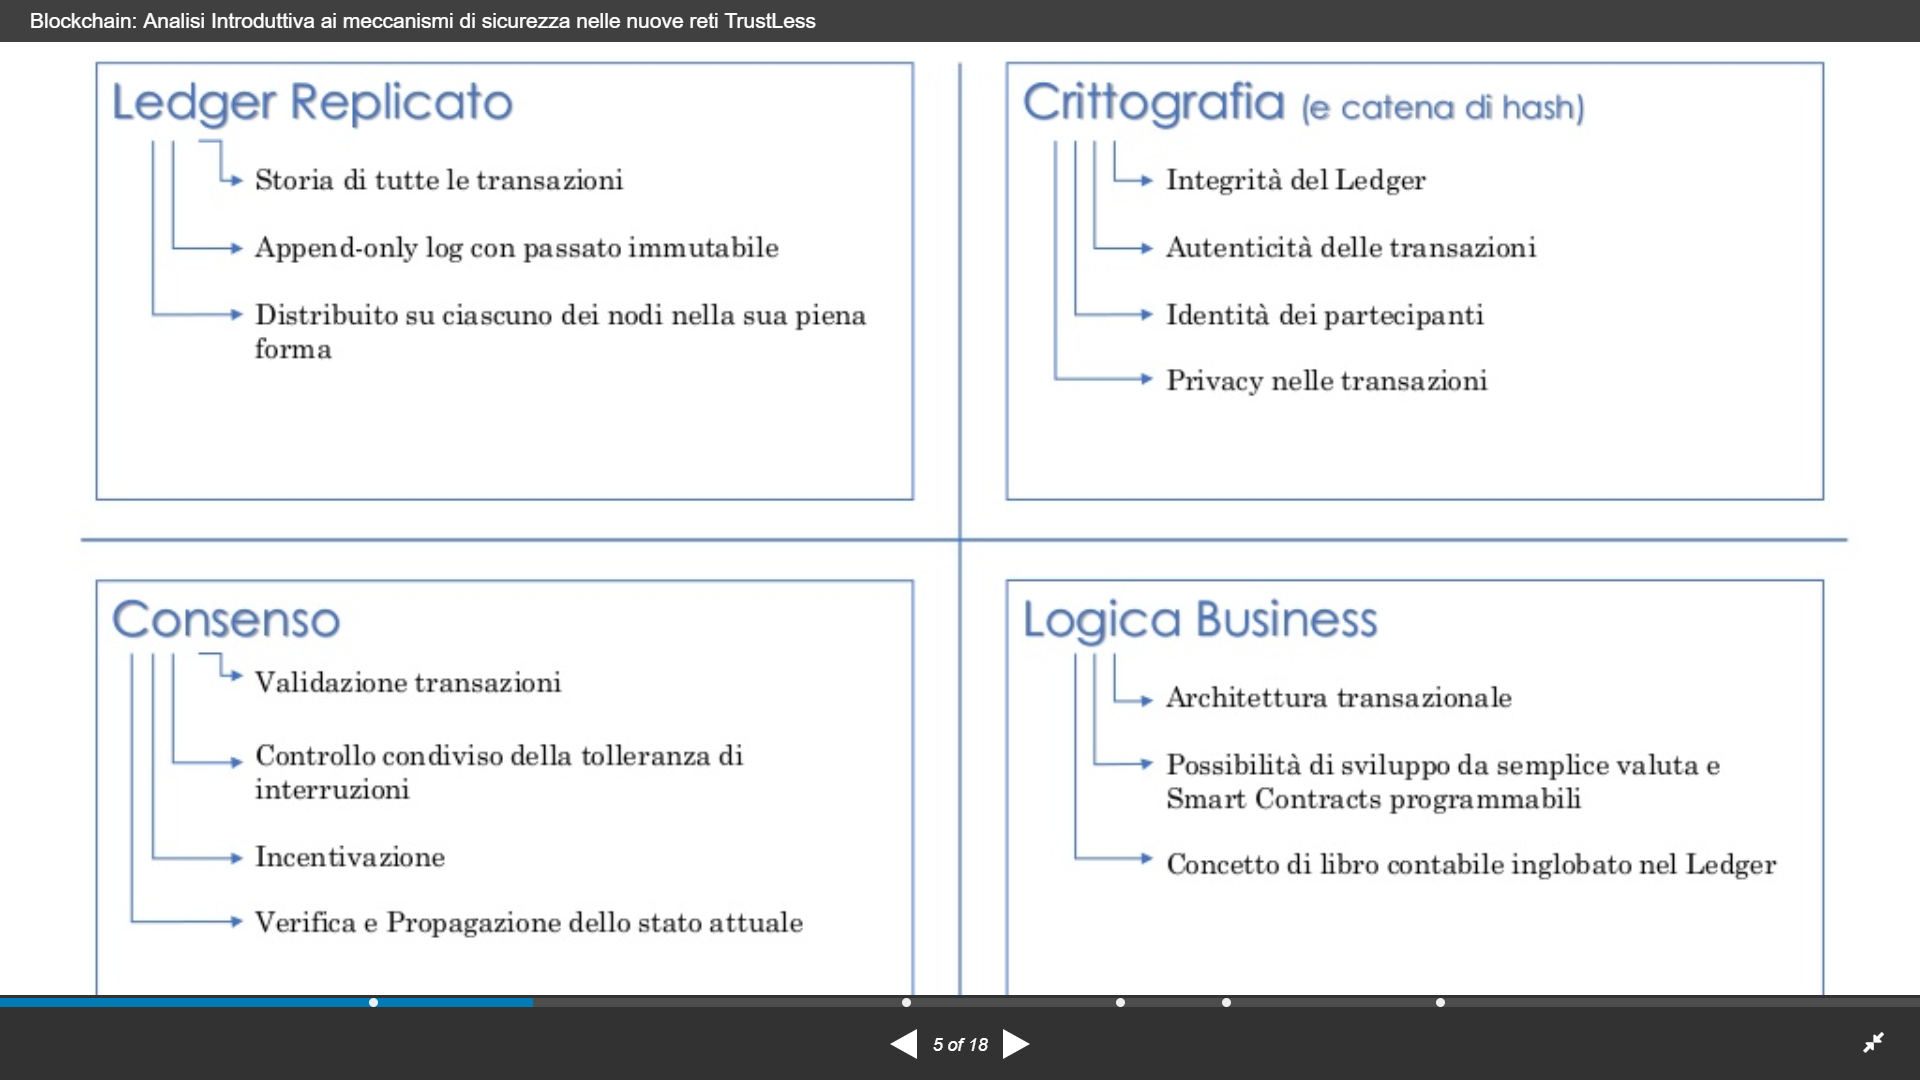 Blockchain: Analisi Introduttiva ai meccanismi di sicurezza nelle nuove reti TrustLess
Ledger Replicato
Storia di tutte le transazioni
Append-only log con passato immutabile
Distribuito su ciascuno dei nodi nella sua piena
forma
Crittografia (e catena di hash)
Integrità del Ledger
Autenticità delle transazioni
Identità dei partecipanti
Privacy nelle transazioni
Consenso
Validazione transazioni
Controllo condiviso della tolleranza di
interruzioni
Incentivazione
Verifica e Propagazione dello stato attuale
Logica Business
Architettura transazionale
Possibilità di sviluppo da semplice valuta e
Smart Contracts programmabili
Concetto di libro contabile inglobato nel Ledger
5 of 18